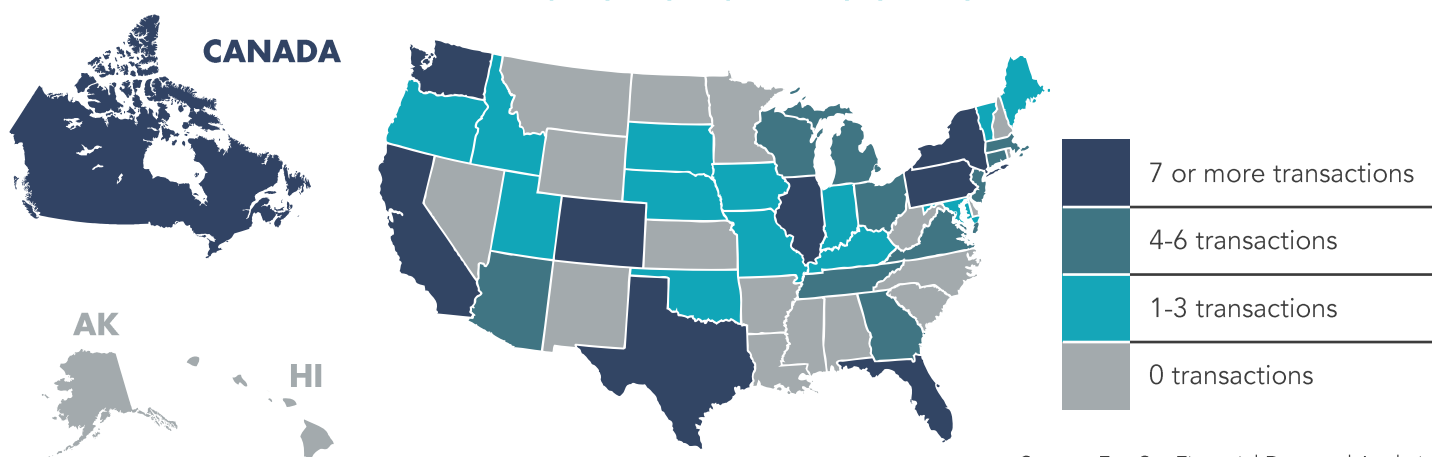 CANADA
7 or more transactions
4-6 transactions
1-3 transactions
AK
HI
0 transactions